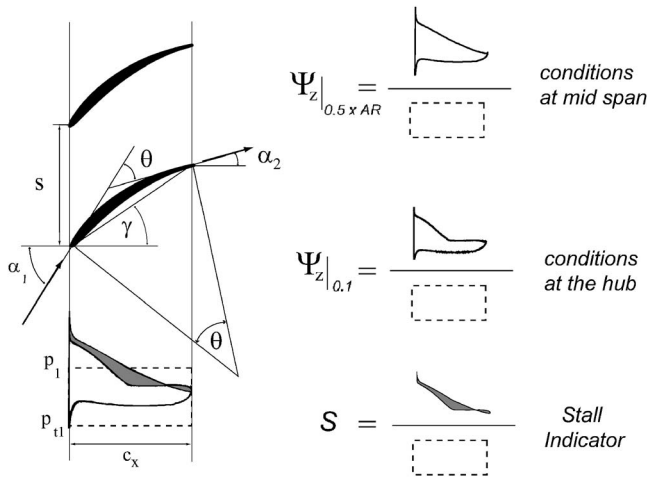 s
θ
α₂
γ
α₁
θ
p₁
pₜ₁
cₓ
Ψz|0.5 x AR =
conditions
at mid span
Ψz|0.1 =
conditions
at the hub
S =
Stall
Indicator